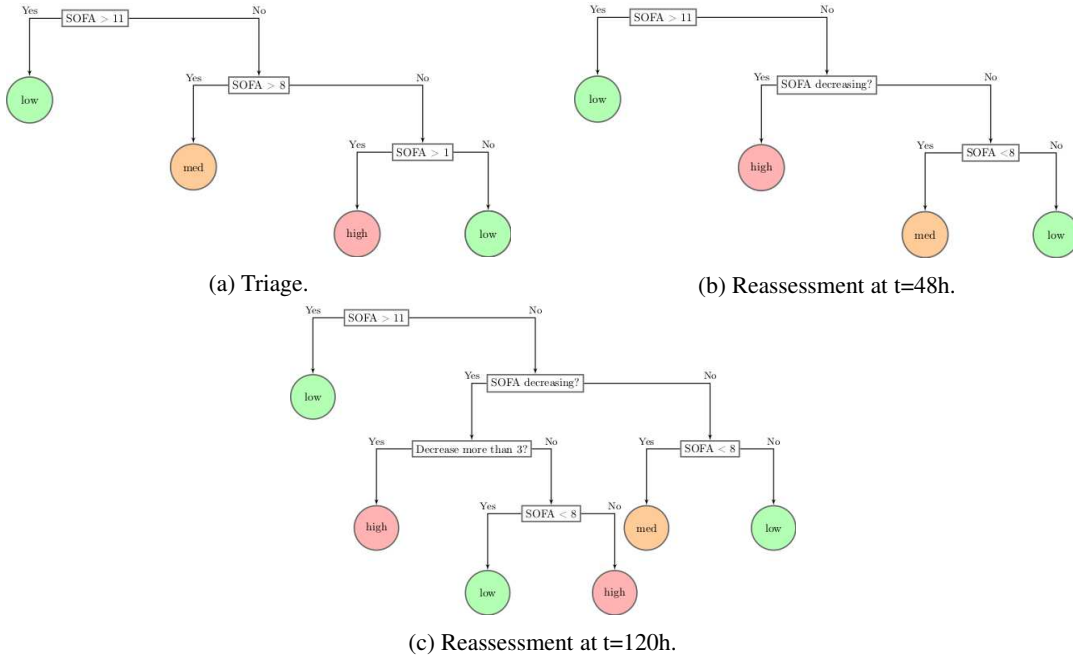 Yes SOFA > 11 No
low
Yes SOFA > 8 No
med
Yes SOFA > 1 No
high
low
(a) Triage.
Yes SOFA > 11 No
low
Yes SOFA decreasing? No
high
Yes SOFA <8 No
med
low
(b) Reassessment at t=48h.
Yes SOFA > 11 No
low
Yes SOFA decreasing? No
Yes Decrease more than 3? No
Yes SOFA < 8 No
high
Yes SOFA < 8 No
med
low
low
high
(c) Reassessment at t=120h.